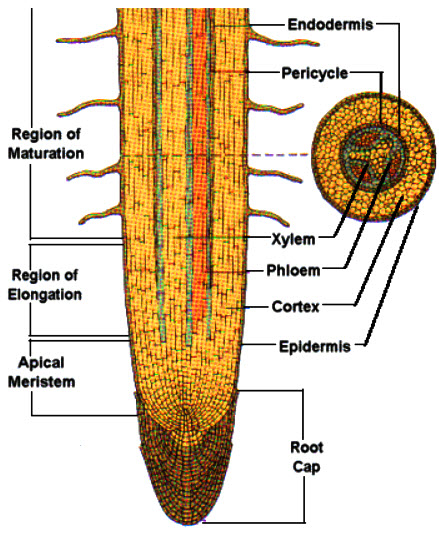 Endodermis
Pericycle
Region of
Maturation
Xylem
Phloem
Region of
Elongation
Cortex
Epidermis
Apical
Meristem
Root
Cap